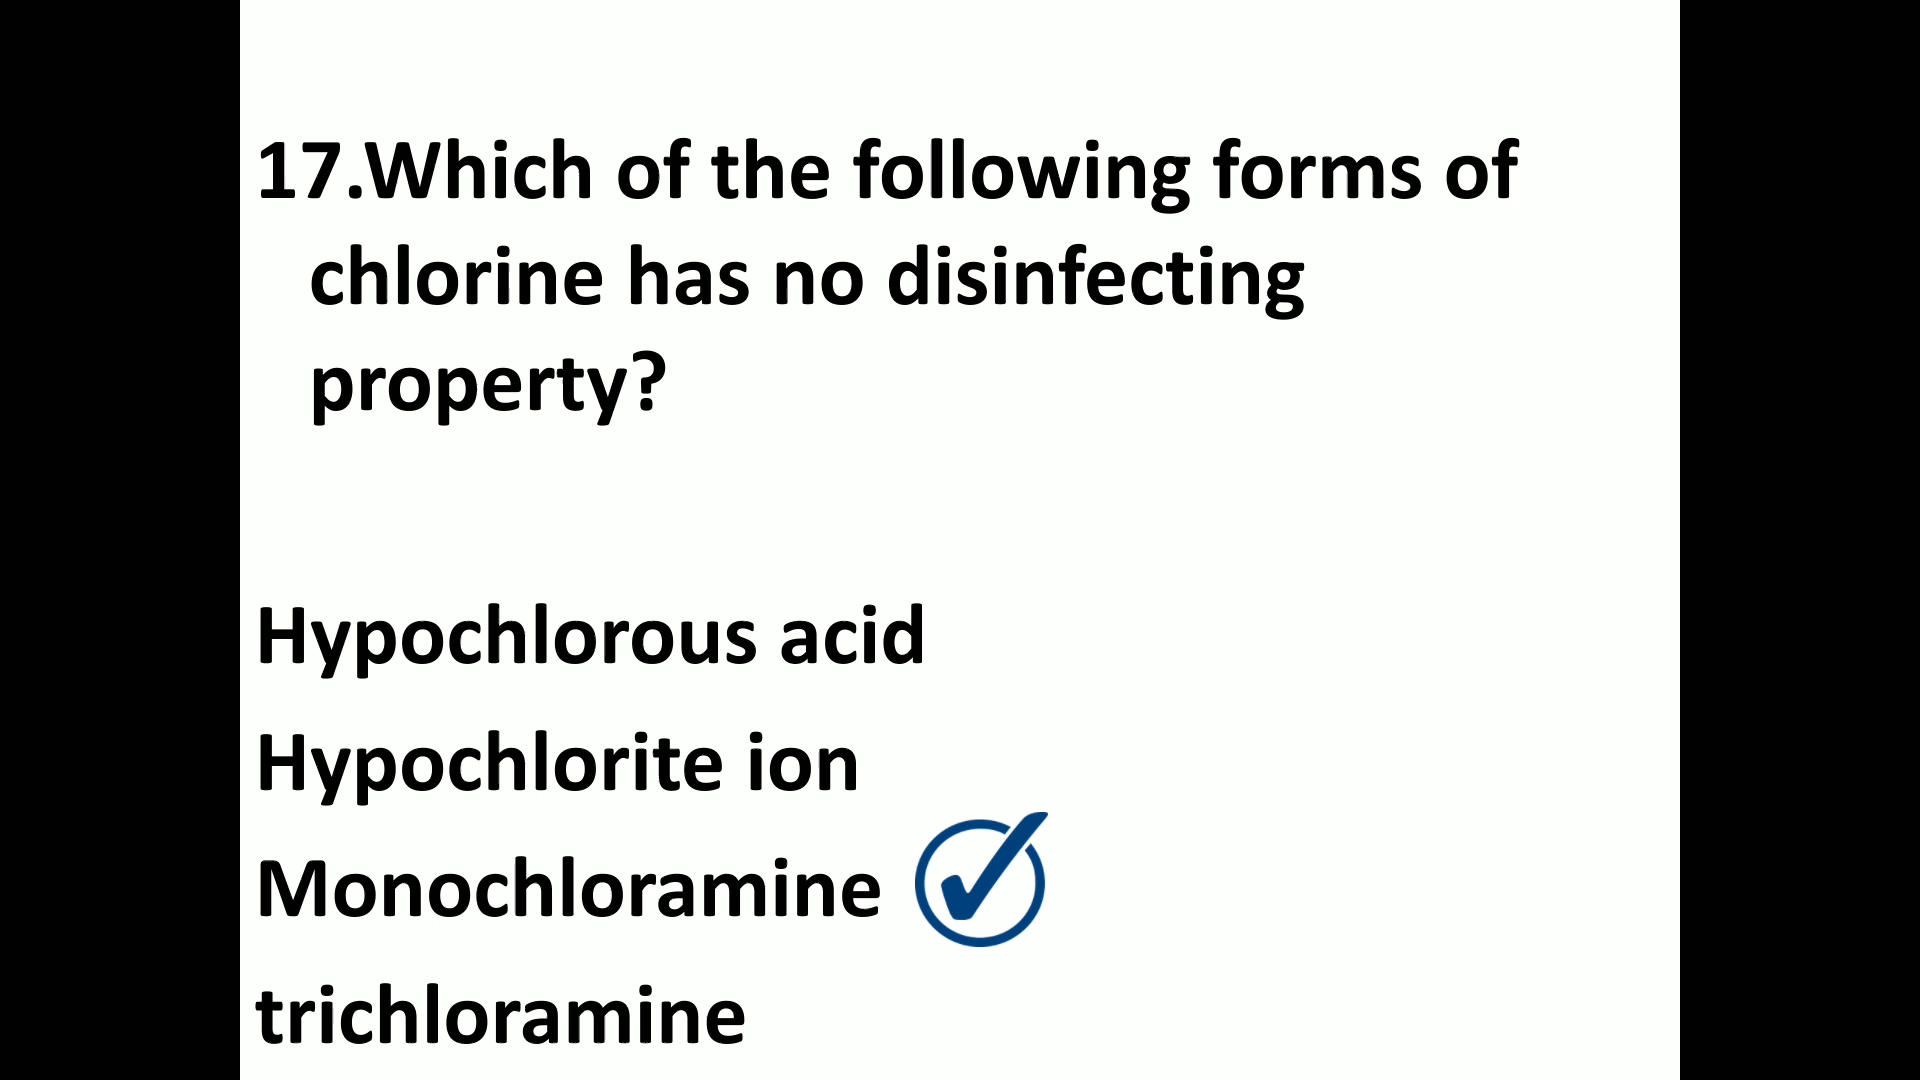 17.Which of the following forms of
chlorine has no disinfecting
property?
Hypochlorous acid
Hypochlorite ion
Monochloramine
trichloramine